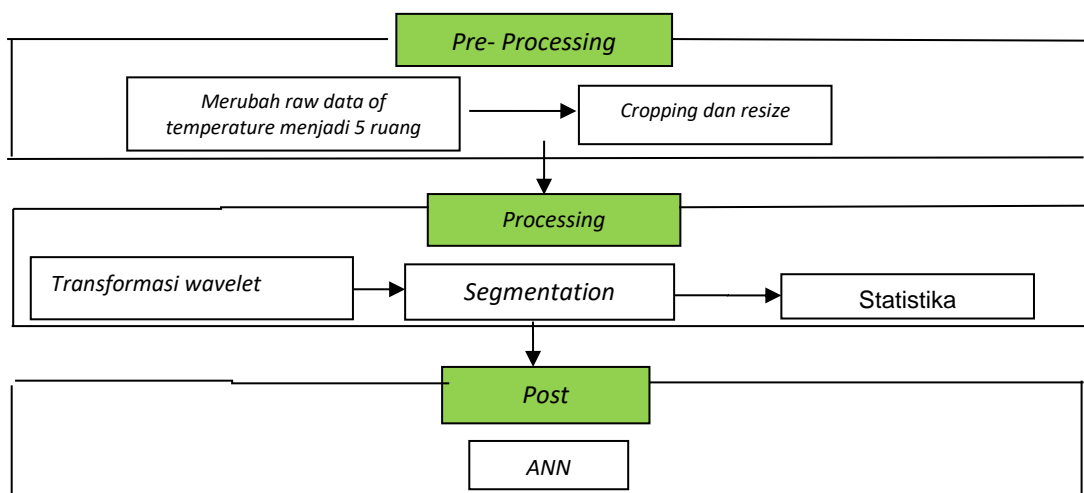 Pre- Processing
Merubah raw data of
temperature menjadi 5 ruang
Cropping dan resize
Processing
Transformasi wavelet
Segmentation
Statistika
Post
ANN